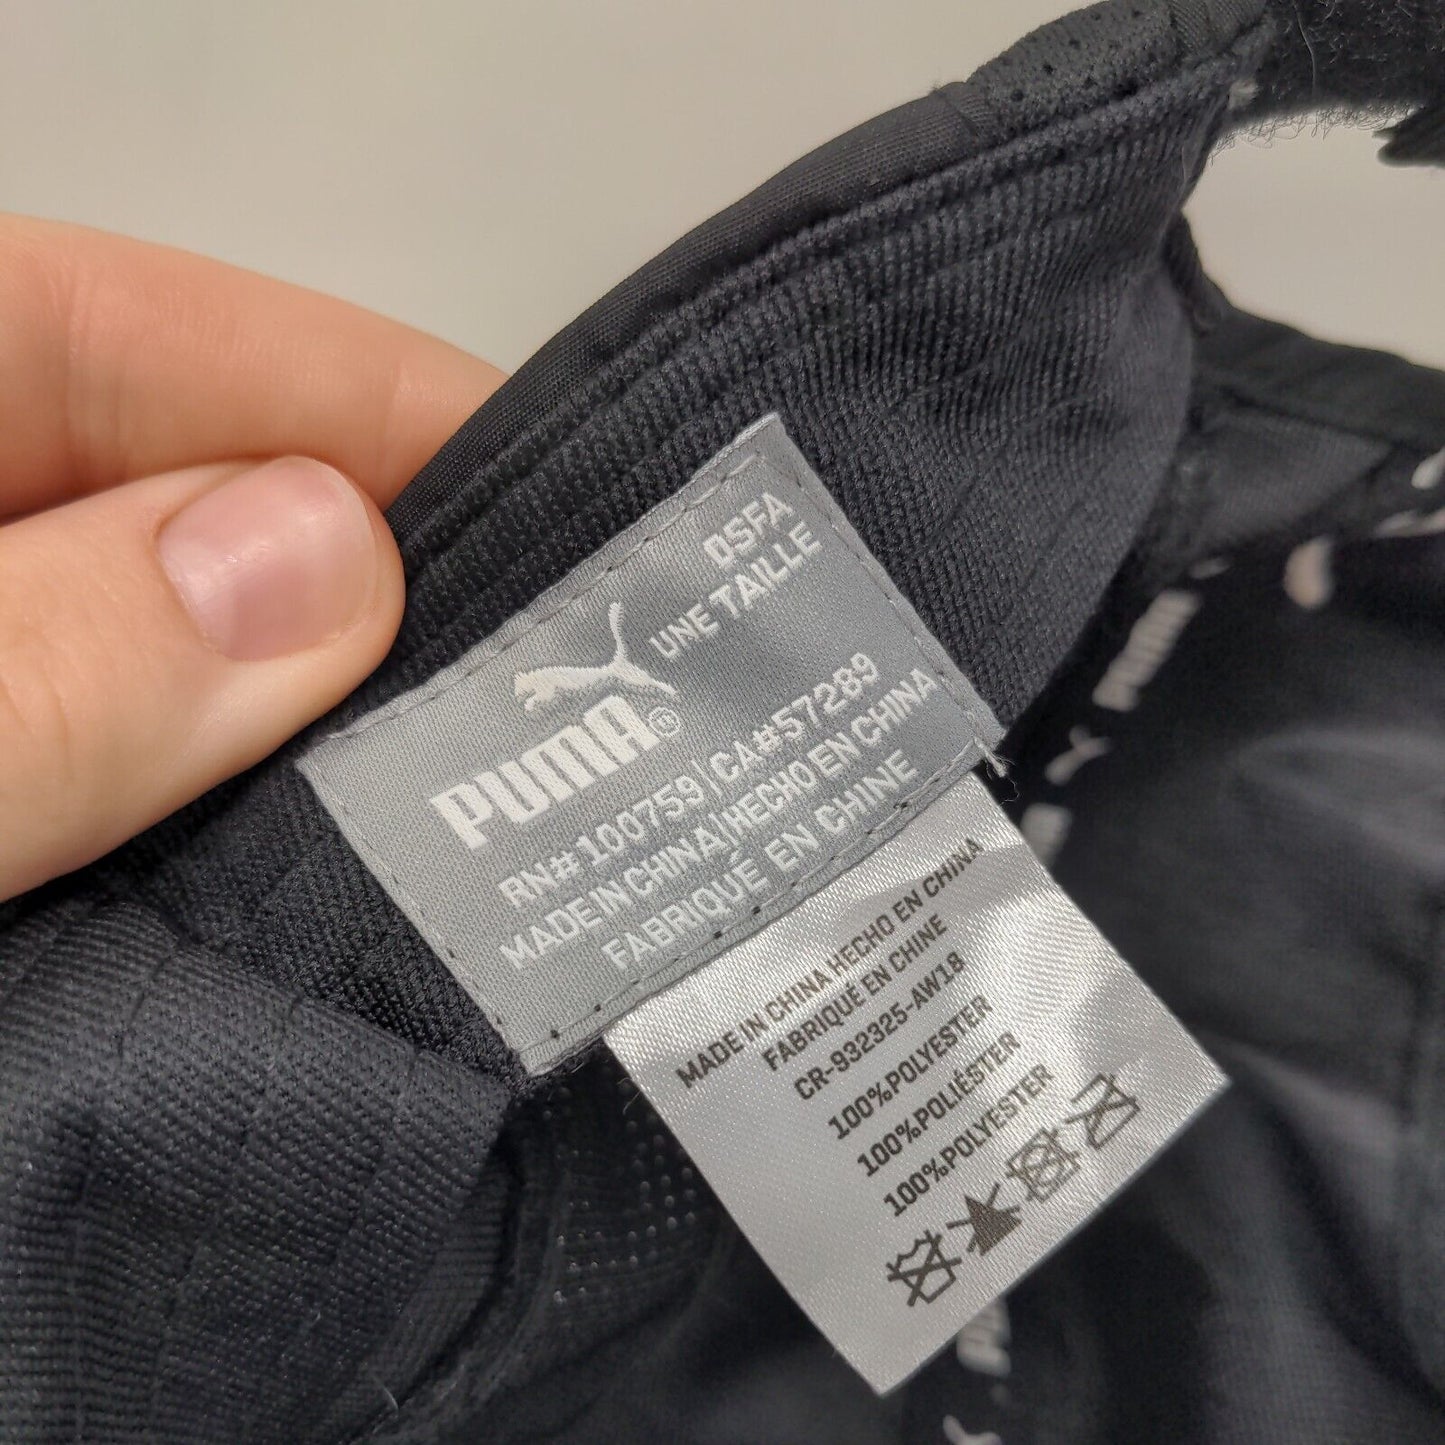 OSFA
UNE TAILLE
PUMA®
RN# 100759 | CA#57289
MADE IN CHINA | HECHO EN CHINA
FABRIQUÉ EN CHINE
MADE IN CHINA HECHO EN CHINA
FABRIQUÉ EN CHINE
CR-932325-AW18
100%POLYESTER
100%POLIÉSTER
100%POLYESTER
PUMA